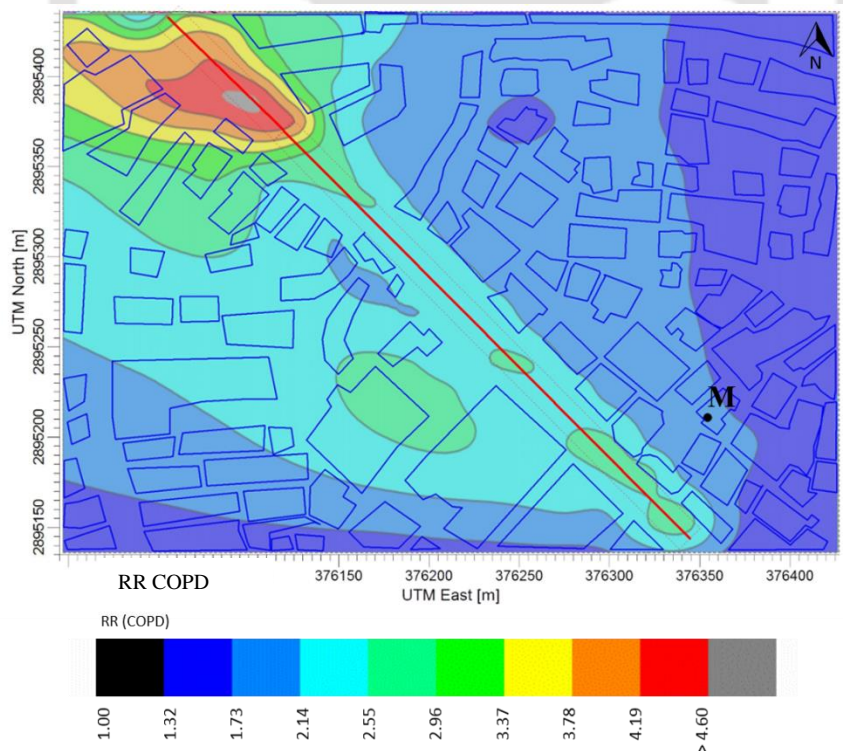 N
2895400
2895350
2895300
2895250
2895200
2895150
UTM North [m]
M
376150 376200 376250 376300 376350 376400
UTM East [m]
RR COPD
RR (COPD)
1.00 1.32 1.73 2.14 2.55 2.96 3.37 3.78 4.19 4.60